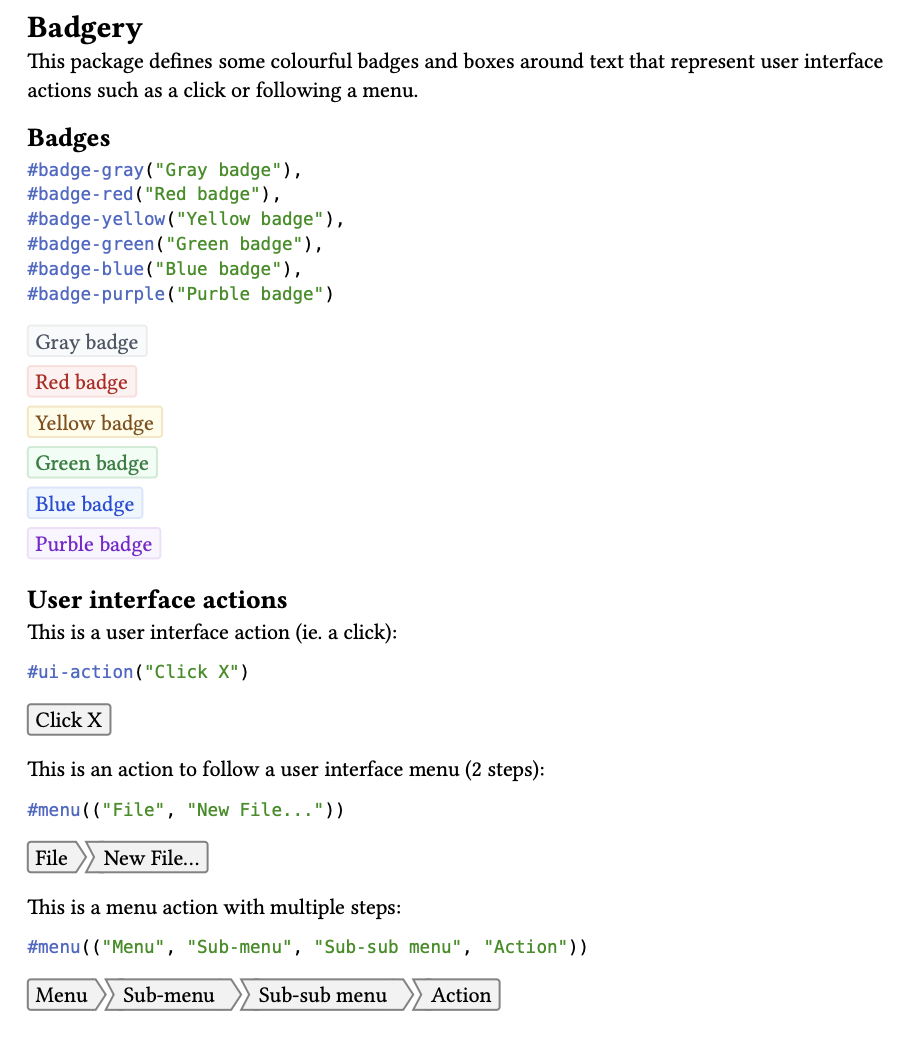 Badgery
This package defines some colourful badges and boxes around text that represent user interface
actions such as a click or following a menu.
Badges
#badge-gray("Gray badge"),
#badge-red("Red badge"),
#badge-yellow("Yellow badge"),
#badge-green("Green badge"),
#badge-blue("Blue badge"),
#badge-purple("Purble badge")
Gray badge
Red badge
Yellow badge
Green badge
Blue badge
Purble badge
User interface actions
This is a user interface action (ie. a click):
#ui-action("Click X")
Click X
This is an action to follow a user interface menu (2 steps):
#menu(("File", "New File..."))
File New File...
This is a menu action with multiple steps:
#menu(("Menu", "Sub-menu", "Sub-sub menu", "Action"))
Menu Sub-menu Sub-sub menu Action